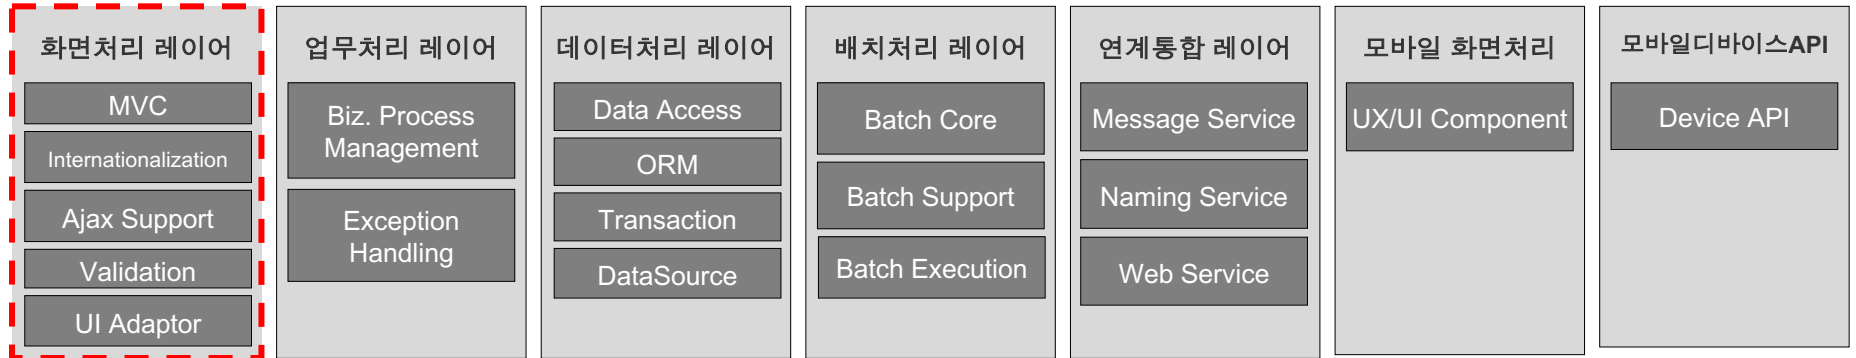 화면처리 레이어
MVC
Internationalization
Ajax Support
Validation
UI Adaptor
업무처리 레이어
Biz. Process
Management
Exception
Handling
데이터처리 레이어
Data Access
ORM
Transaction
DataSource
배치처리 레이어
Batch Core
Batch Support
Batch Execution
연계통합 레이어
Message Service
Naming Service
Web Service
모바일 화면처리
UX/UI Component
모바일디바이스API
Device API